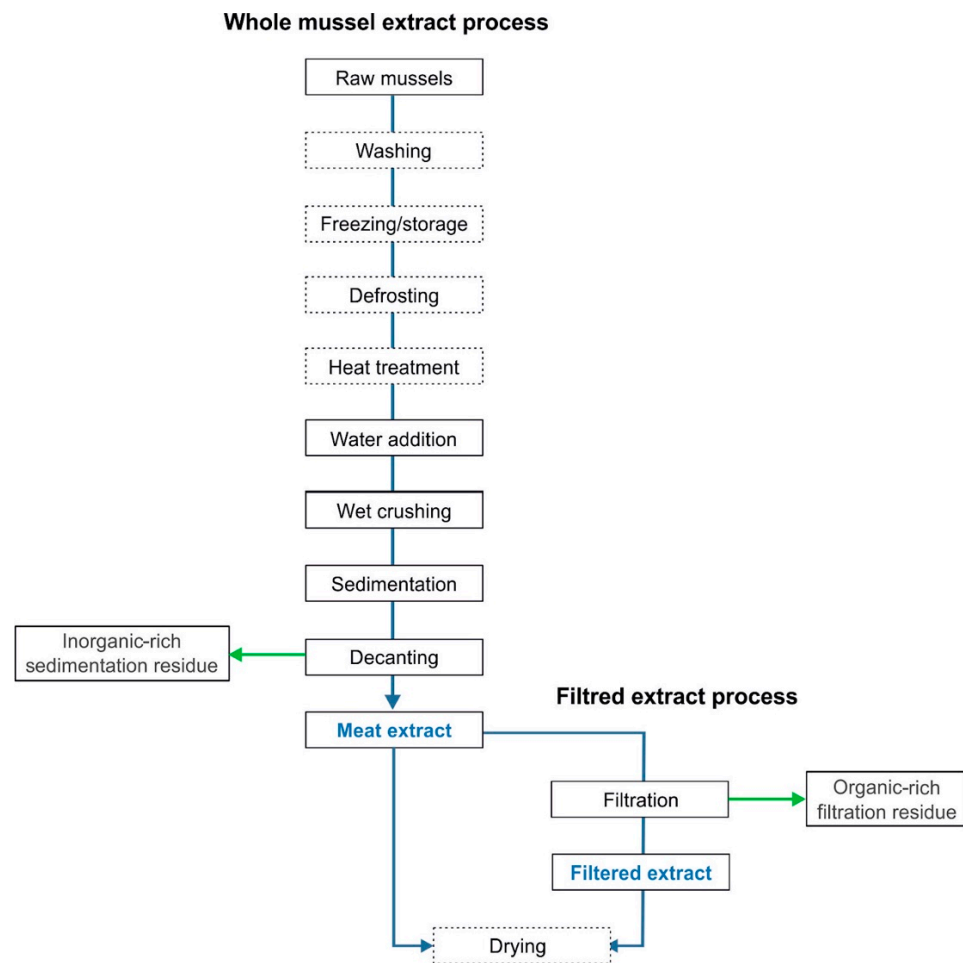 Whole mussel extract process
Raw mussels
Washing
Freezing/storage
Defrosting
Heat treatment
Water addition
Wet crushing
Sedimentation
Inorganic-rich
sedimentation residue
Decanting
Meat extract
Filtred extract process
Filtration
Organic-rich
filtration residue
Filtered extract
Drying